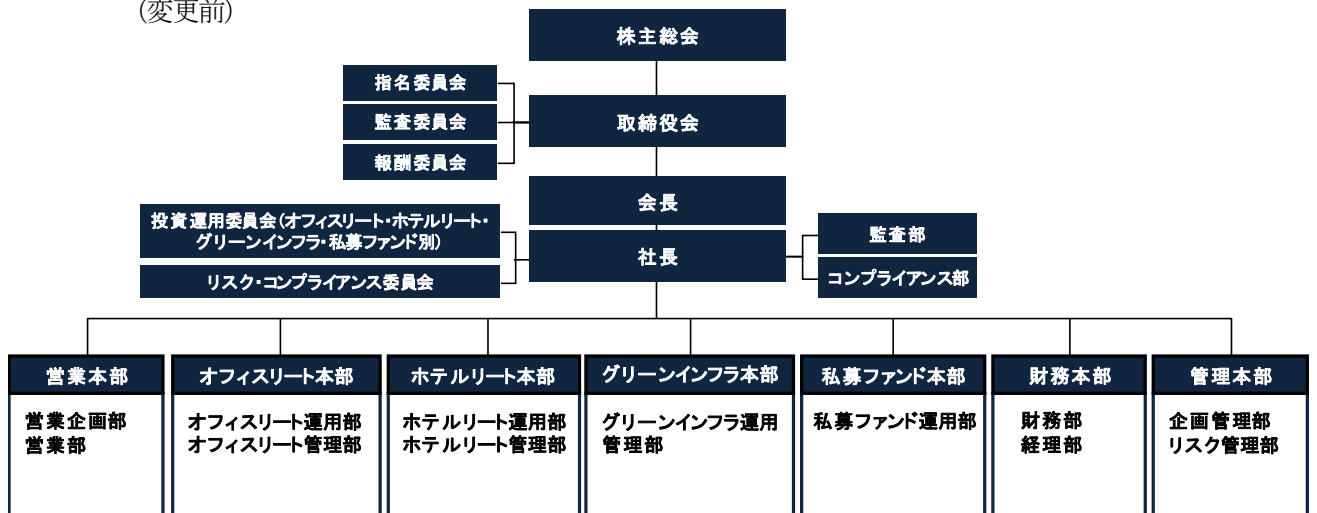 (変更前)
株主総会
指名委員会
監査委員会
報酬委員会
取締役会
会長
投資運用委員会(オフィスリート・ホテルリート・
グリーンインフラ・私募ファンド別)
リスク・コンプライアンス委員会
社長
監査部
コンプライアンス部
営業本部
営業企画部
営業部
オフィスリート本部
オフィスリート運用部
オフィスリート管理部
ホテルリート本部
ホテルリート運用部
ホテルリート管理部
グリーンインフラ本部
グリーンインフラ運用
管理部
私募ファンド本部
私募ファンド運用部
財務本部
財務部
経理部
管理本部
企画管理部
リスク管理部